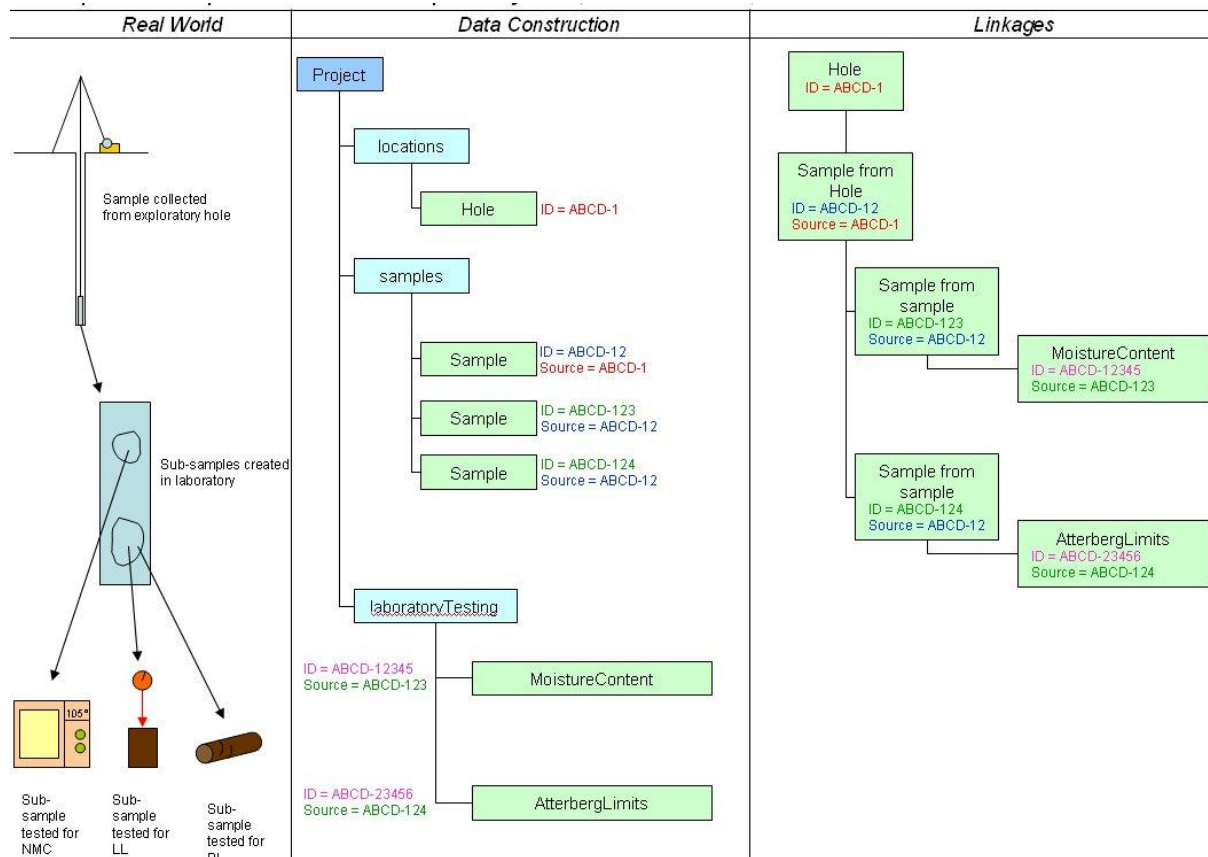 Real World
Data Construction
Linkages
Sample collected
from exploratory hole
Sub-samples created
in laboratory
105°
Sub-
sample
tested for
NMC
Sub-
sample
tested for
LL
Sub-
sample
tested for
Project
locations
Hole
ID = ABCD-1
samples
Sample
ID = ABCD-12
Source = ABCD-1
Sample
ID = ABCD-123
Source = ABCD-12
Sample
ID = ABCD-124
Source = ABCD-12
laboratoryTesting
ID = ABCD-12345
Source = ABCD-123
MoistureContent
ID = ABCD-23456
Source = ABCD-124
AtterbergLimits
Hole
ID = ABCD-1
Sample from
Hole
ID = ABCD-12
Source = ABCD-1
Sample from
sample
ID = ABCD-123
Source = ABCD-12
MoistureContent
ID = ABCD-12345
Source = ABCD-123
Sample from
sample
ID = ABCD-124
Source = ABCD-12
AtterbergLimits
ID = ABCD-23456
Source = ABCD-124